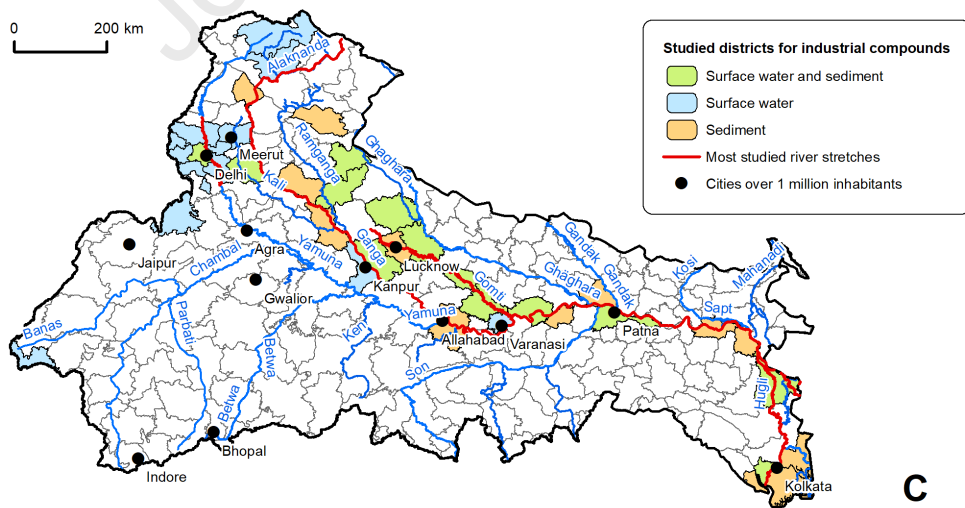 0 200 km
Studied districts for industrial compounds
Surface water and sediment
Surface water
Sediment
Most studied river stretches
Cities over 1 million inhabitants
Alaknanda
Ramganga
Ghaghara
Meerut
Delhi
Kali
Agra
Jaipur
Chambal
Yamuna
Ganga
Lucknow
Kanpur
Gwalior
Gomti
Ghaghara
Gandak
Gandak
Kosi
Mahanadi
Sapt
Banas
Parbati
Betwa
Betwa
Ken
Yamuna
Allahabad
Varanasi
Patna
Son
Hugli
Bhopal
Indore
Kolkata
C